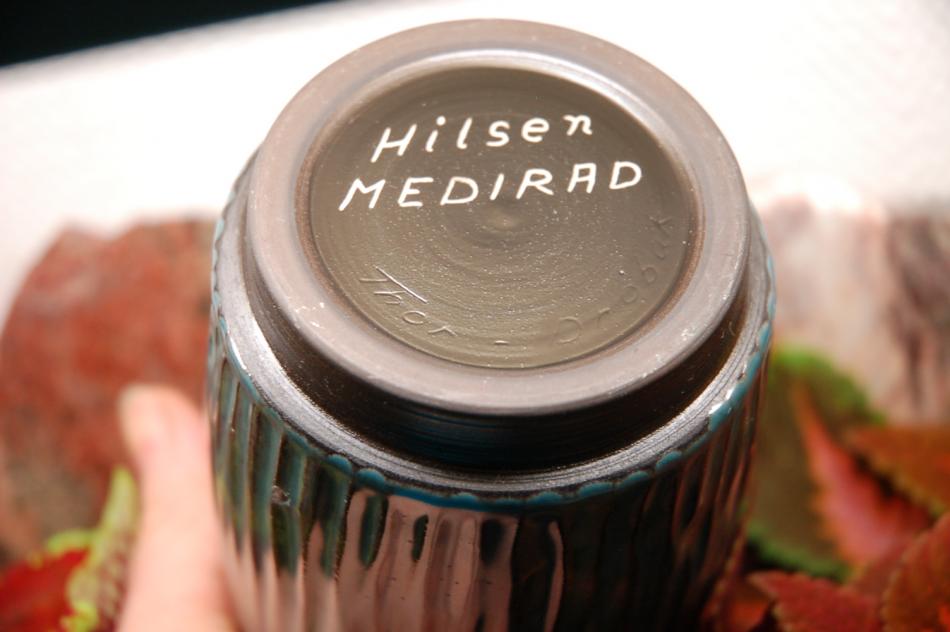 Hilsen
MEDIRAD
Thor - Drøbak